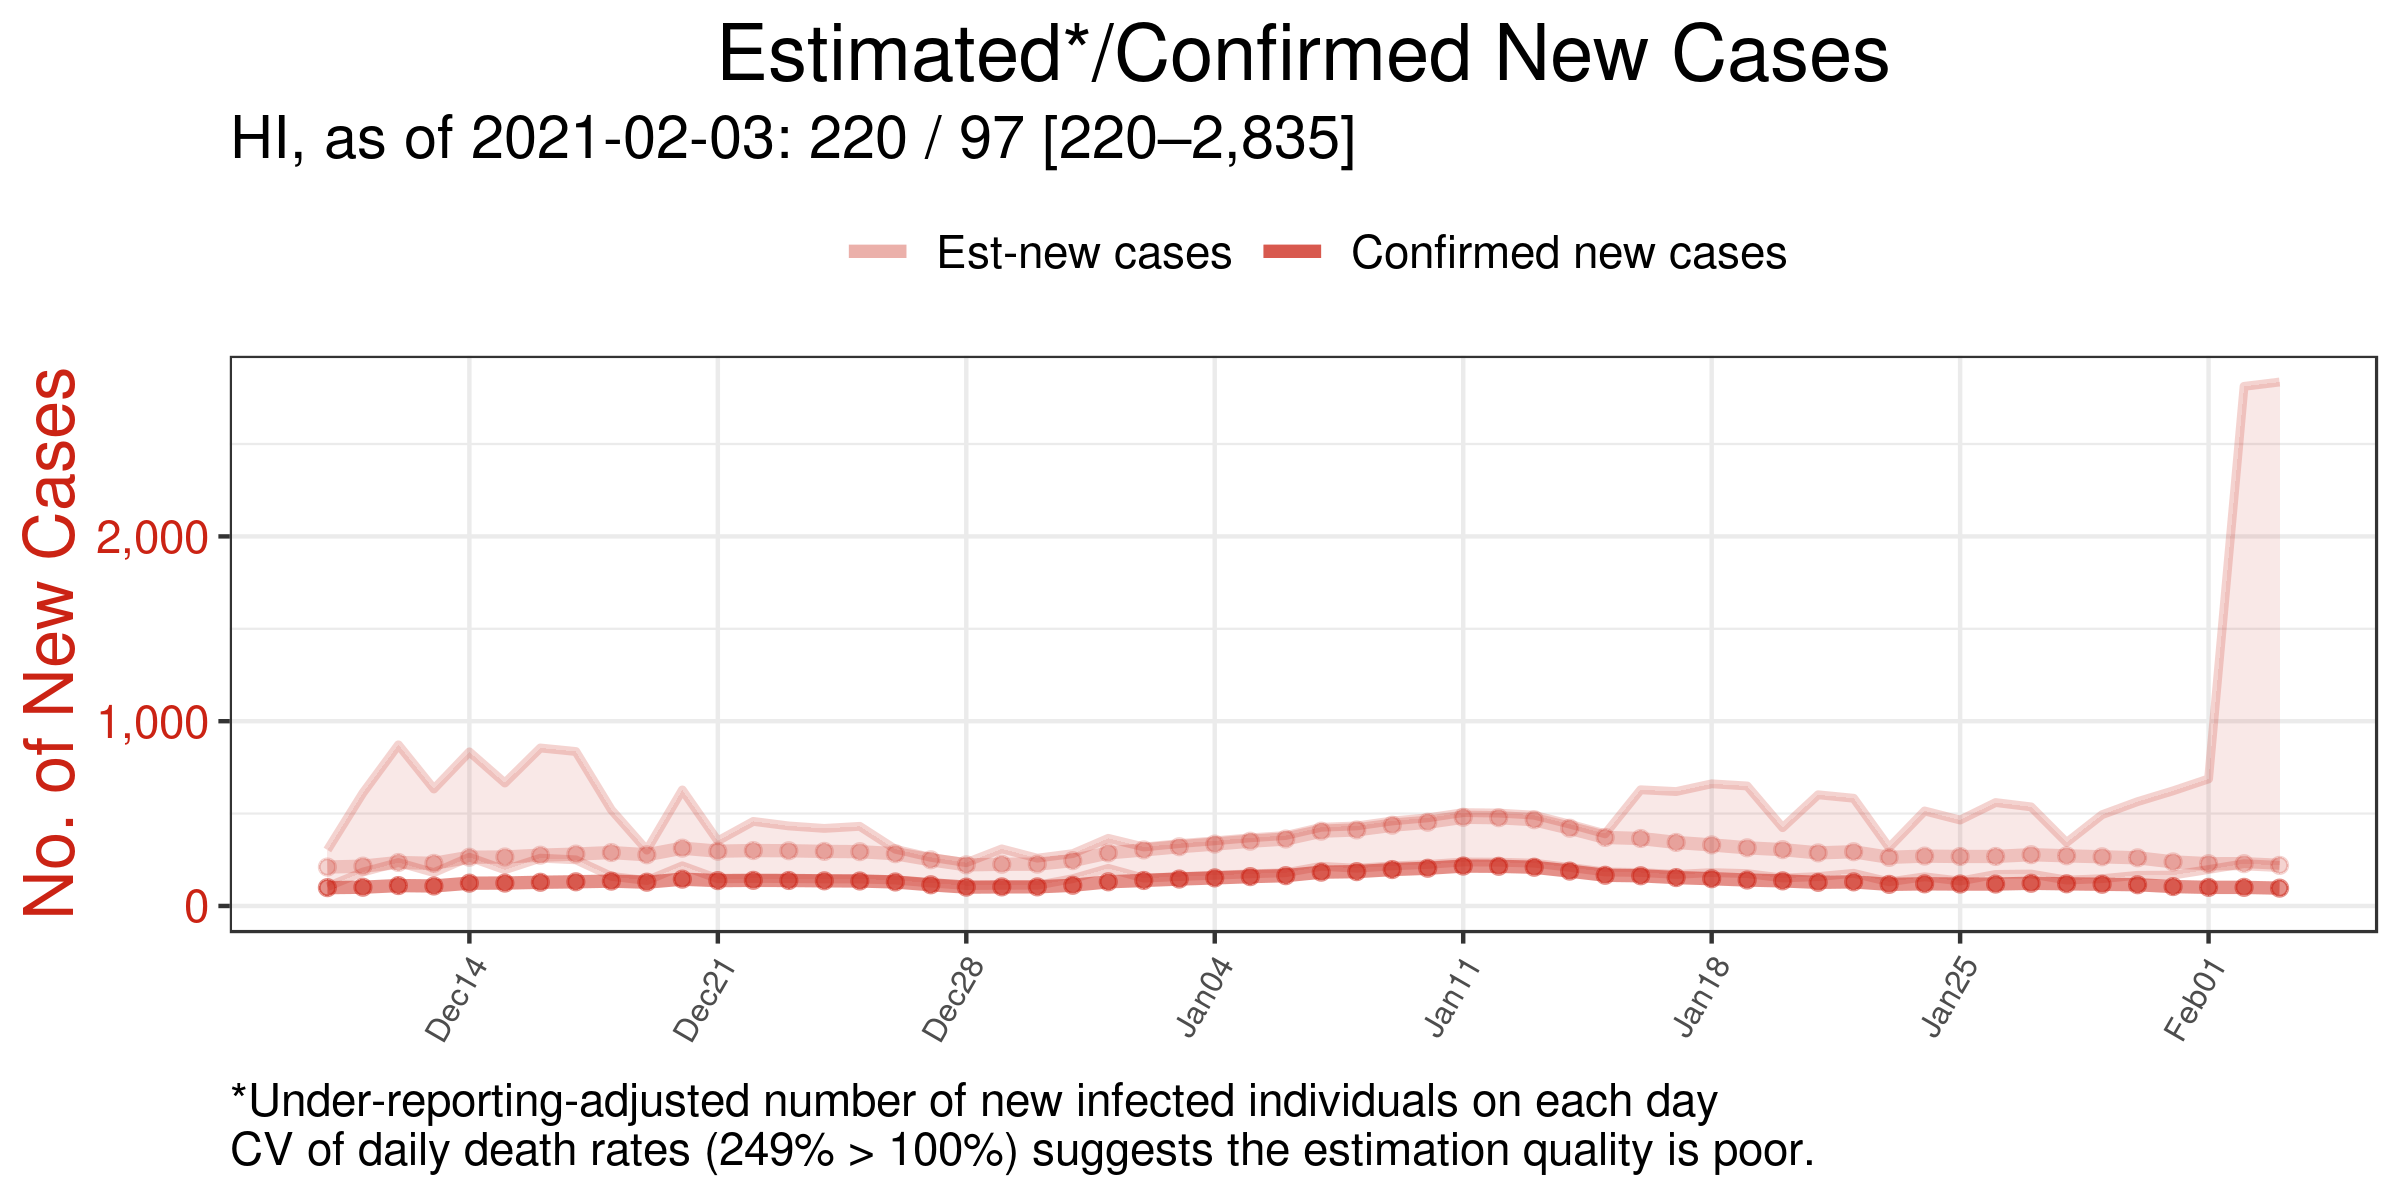 Estimated*/Confirmed New Cases
HI, as of 2021-02-03: 220 / 97 [220–2,835]
Est-new cases
Confirmed new cases
No. of New Cases
2,000
1,000
0
Dec14
Dec21
Dec28
Jan04
Jan11
Jan18
Jan25
Feb01
*Under-reporting-adjusted number of new infected individuals on each day
CV of daily death rates (249% > 100%) suggests the estimation quality is poor.